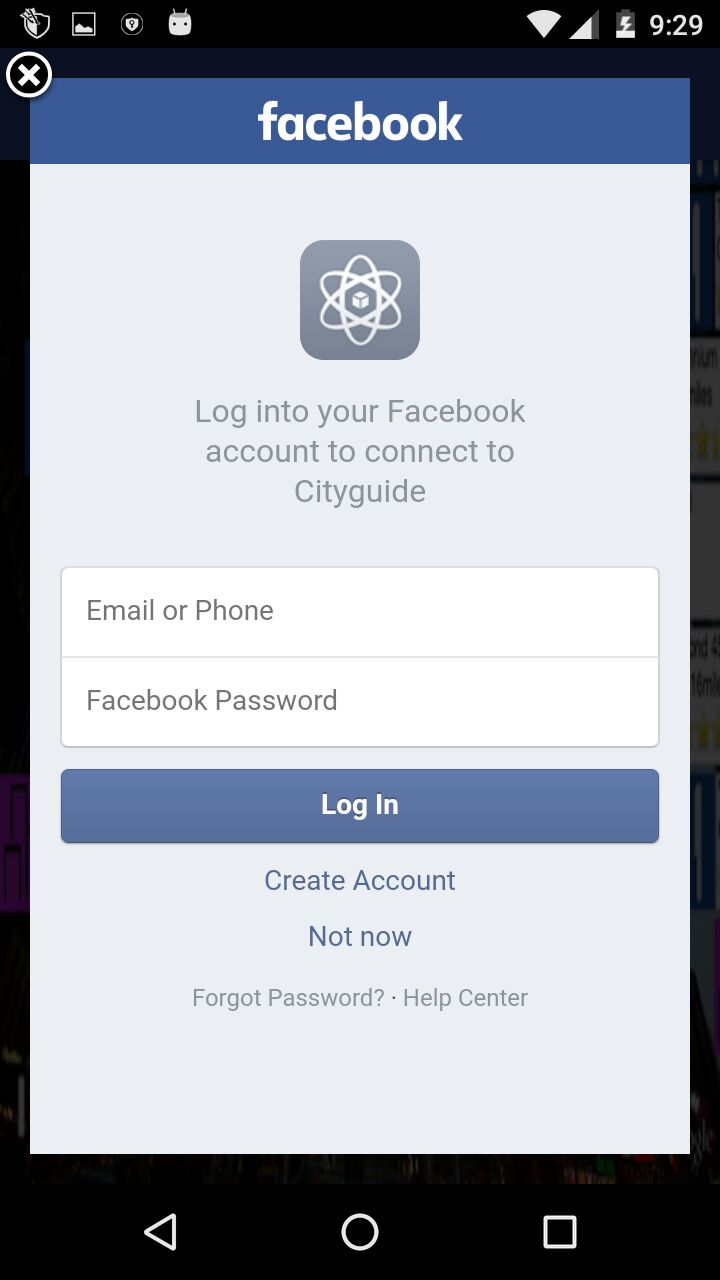 9:29
facebook
Log into your Facebook
account to connect to
Cityguide
Email or Phone
Facebook Password
Log In
Create Account
Not now
Forgot Password? · Help Center